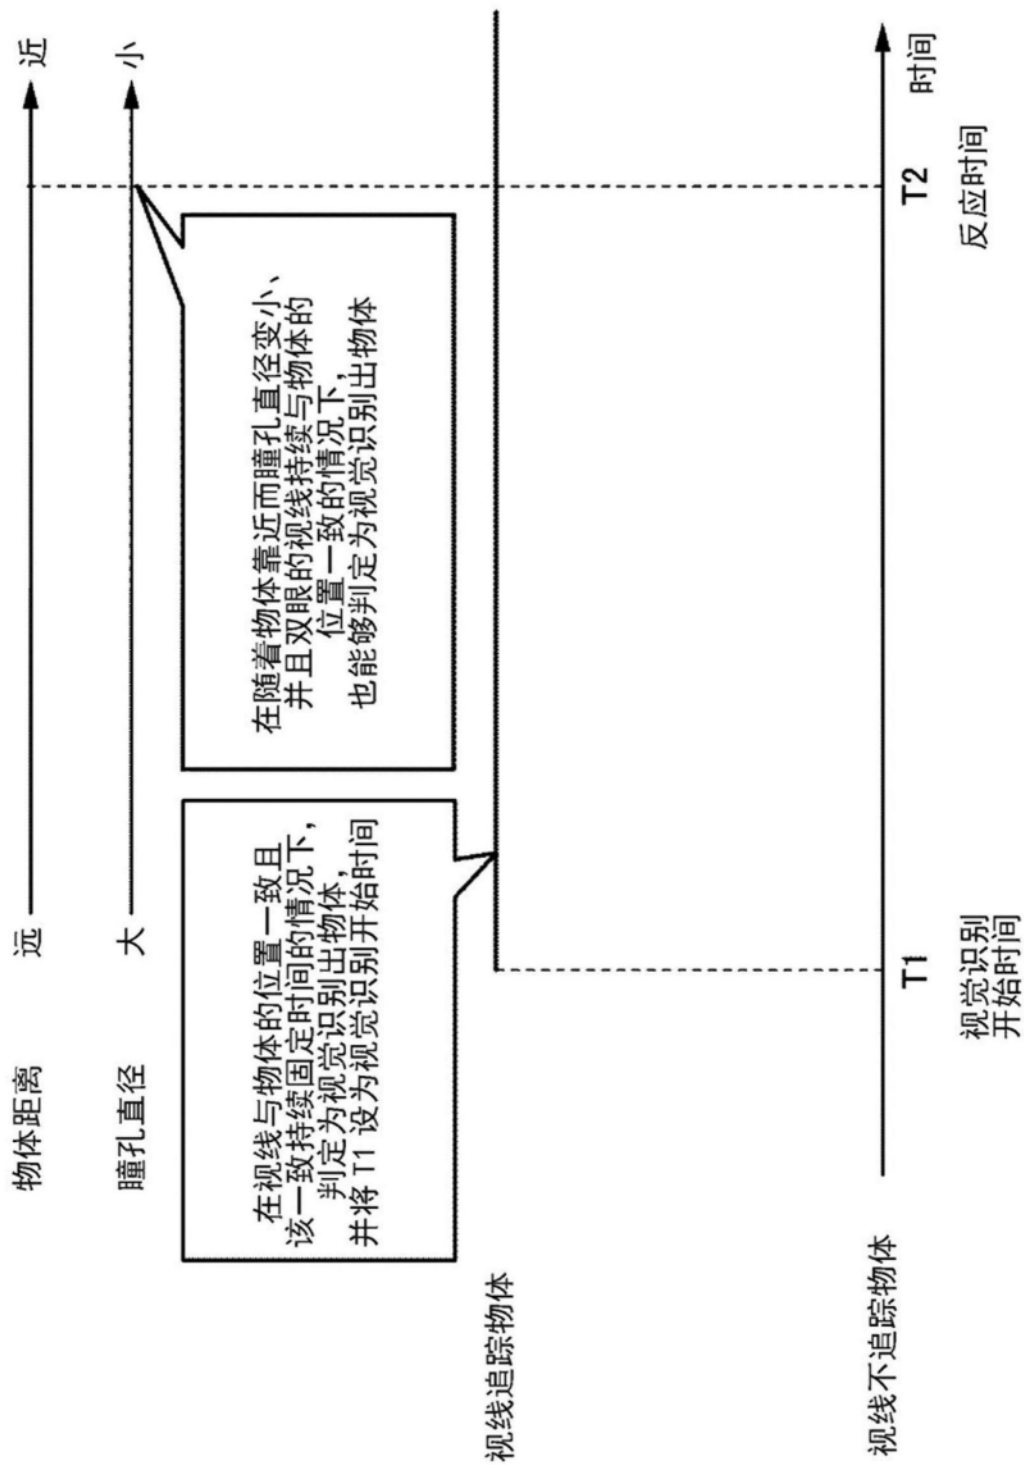 物体距离
远
近
瞳孔直径
大
小
在视线与物体的位置一致且
该一致持续固定时间的情况下,
判定为视觉识别出物体,
并将 T1 设为视觉识别开始时间
在随着物体靠近而瞳孔直径变小、
并且双眼的视线持续与物体的
位置一致的情况下,
也能够判定为视觉识别出物体
视线追踪物体
视线不追踪物体
T1
T2
时间
视觉识别
开始时间
反应时间